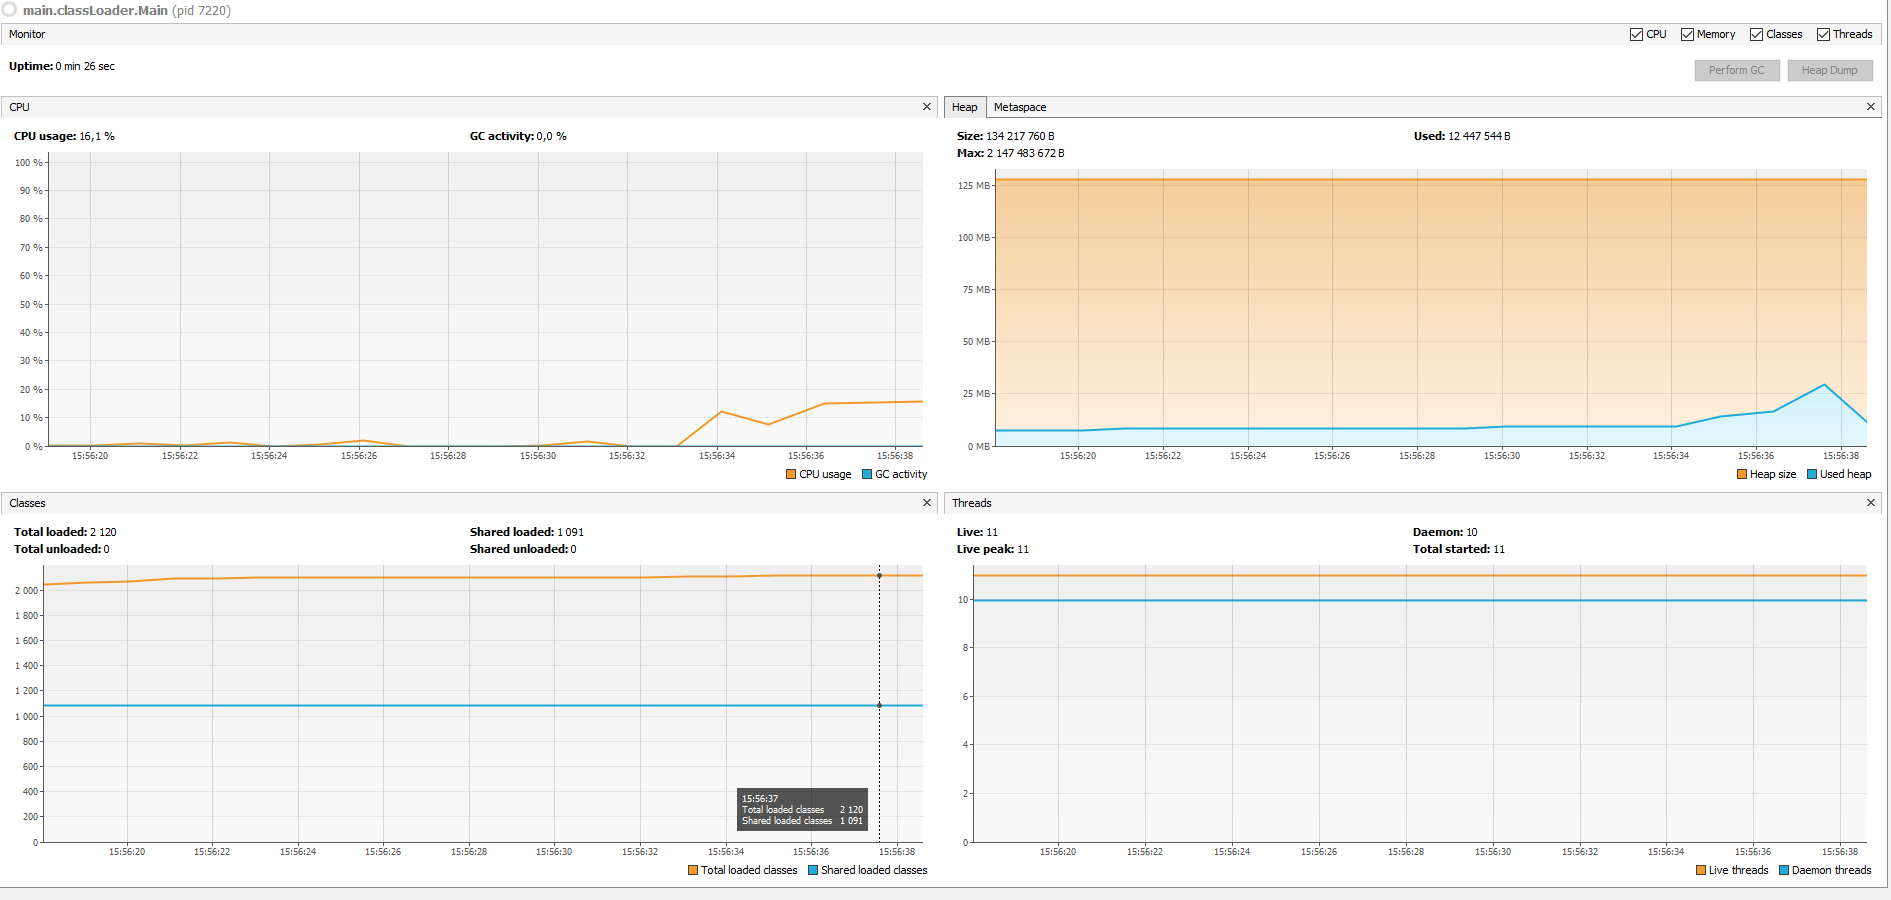 main.classLoader.Main (pid 7220)
Monitor
CPU Memory Classes Threads
Uptime: 0 min 26 sec
Perform GC Heap Dump
CPU
CPU usage: 16,1 % GC activity: 0,0 %
100 %
90 %
80 %
70 %
60 %
50 %
40 %
30 %
20 %
10 %
0 %
15:56:20 15:56:22 15:56:24 15:56:26 15:56:28 15:56:30 15:56:32 15:56:34 15:56:36 15:56:38
CPU usage GC activity
Heap Metaspace
Size: 134 217 760 B Used: 12 447 544 B
Max: 2 147 483 672 B
125 MB
100 MB
75 MB
50 MB
25 MB
0 MB
15:56:20 15:56:22 15:56:24 15:56:26 15:56:28 15:56:30 15:56:32 15:56:34 15:56:36 15:56:38
Heap size Used heap
Classes
Total loaded: 2 120 Shared loaded: 1 091
Total unloaded: 0 Shared unloaded: 0
2 000
1 800
1 600
1 400
1 200
1 000
800
600
400
200
0
15:56:37
Total loaded classes 2 120
Shared loaded classes 1 091
15:56:20 15:56:22 15:56:24 15:56:26 15:56:28 15:56:30 15:56:32 15:56:34 15:56:36 15:56:38
Total loaded classes Shared loaded classes
Threads
Live: 11 Daemon: 10
Live peak: 11 Total started: 11
10
8
6
4
2
0
15:56:20 15:56:22 15:56:24 15:56:26 15:56:28 15:56:30 15:56:32 15:56:34 15:56:36 15:56:38
Live threads Daemon threads